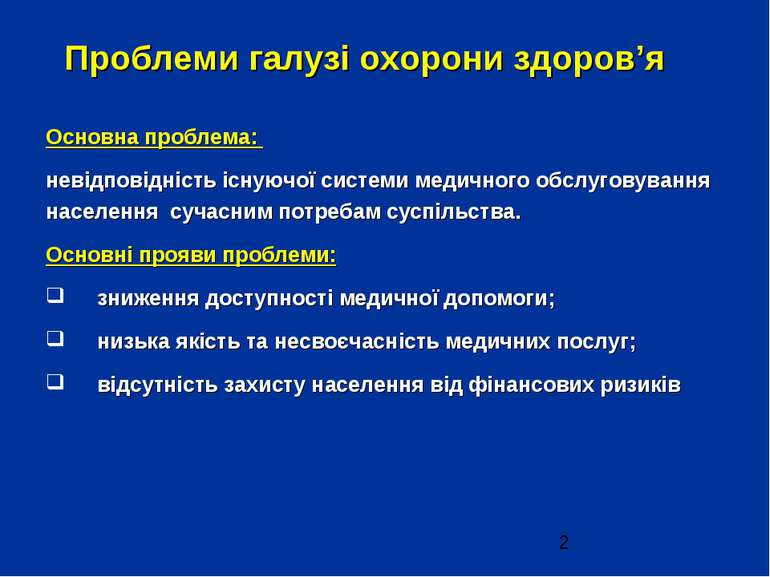 Проблеми галузі охорони здоров’я
Основна проблема:
невідповідність існуючої системи медичного обслуговування
населення сучасним потребам суспільства.
Основні прояви проблеми:
зниження доступності медичної допомоги;
низька якість та несвоєчасність медичних послуг;
відсутність захисту населення від фінансових ризиків
2